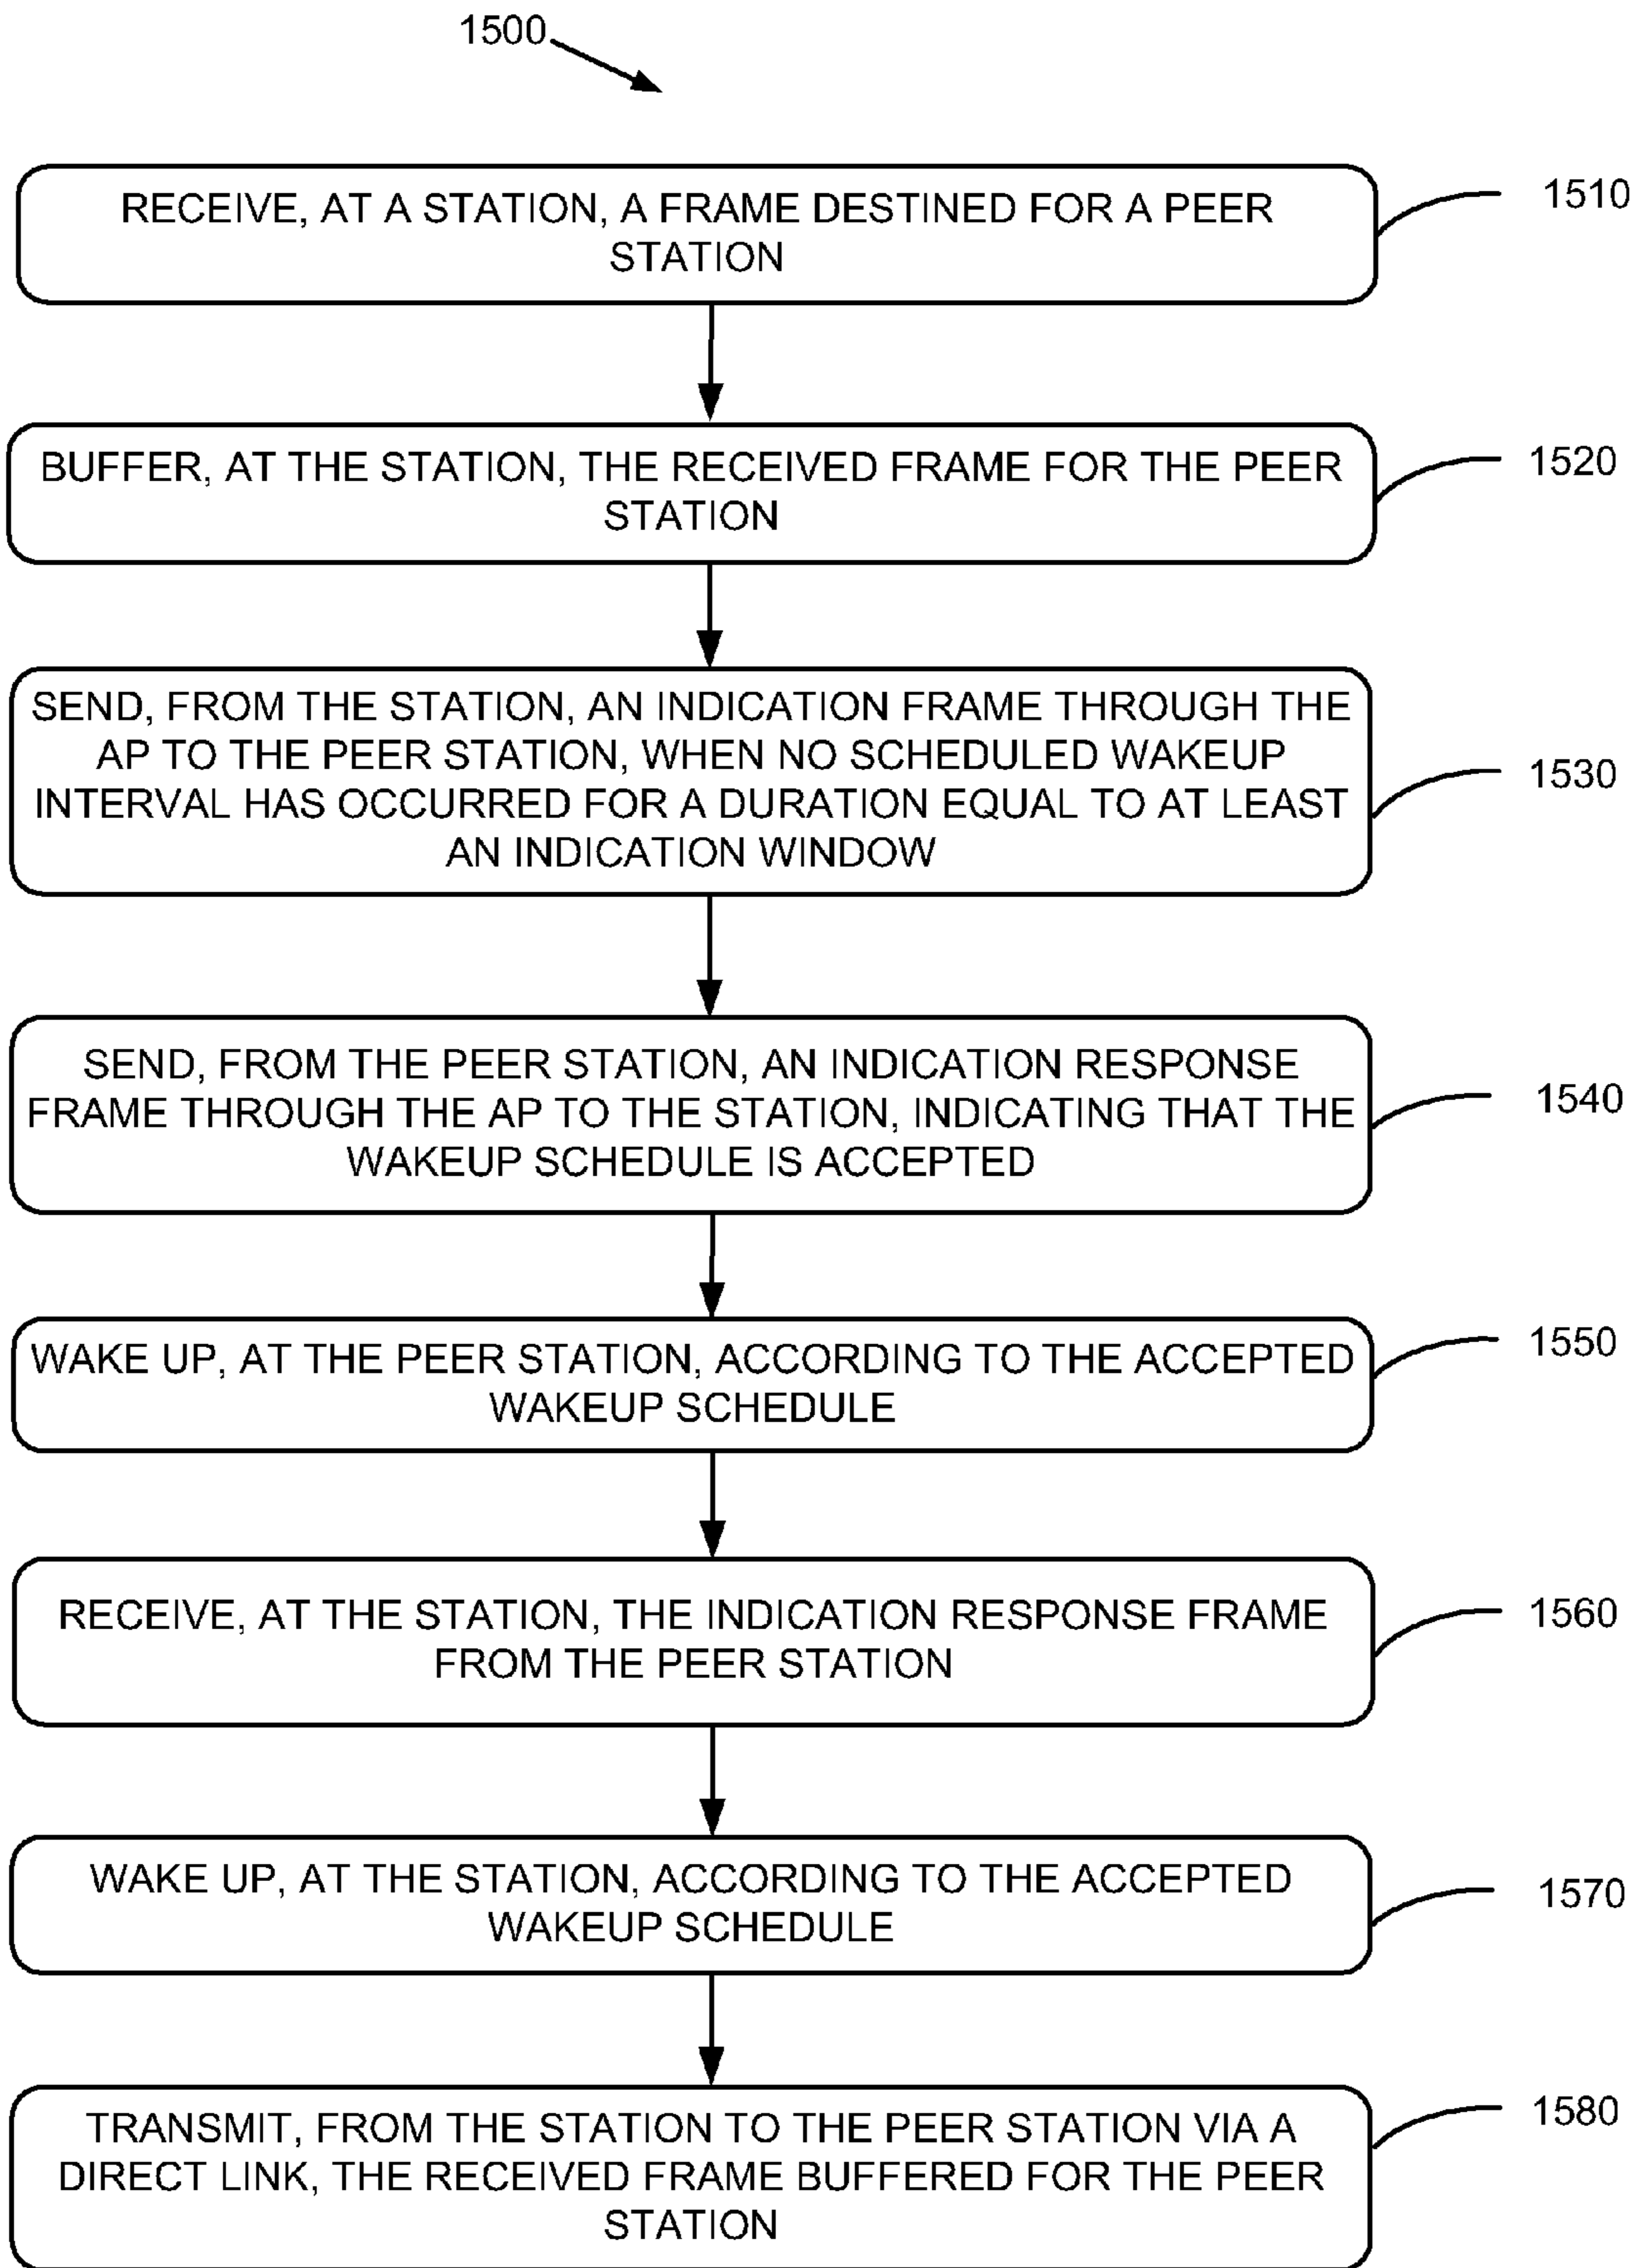 1500
RECEIVE, AT A STATION, A FRAME DESTINED FOR A PEER
STATION
1510
BUFFER, AT THE STATION, THE RECEIVED FRAME FOR THE PEER
STATION
1520
SEND, FROM THE STATION, AN INDICATION FRAME THROUGH THE
AP TO THE PEER STATION, WHEN NO SCHEDULED WAKEUP
INTERVAL HAS OCCURRED FOR A DURATION EQUAL TO AT LEAST
AN INDICATION WINDOW
1530
SEND, FROM THE PEER STATION, AN INDICATION RESPONSE
FRAME THROUGH THE AP TO THE STATION, INDICATING THAT THE
WAKEUP SCHEDULE IS ACCEPTED
1540
WAKE UP, AT THE PEER STATION, ACCORDING TO THE ACCEPTED
WAKEUP SCHEDULE
1550
RECEIVE, AT THE STATION, THE INDICATION RESPONSE FRAME
FROM THE PEER STATION
1560
WAKE UP, AT THE STATION, ACCORDING TO THE ACCEPTED
WAKEUP SCHEDULE
1570
TRANSMIT, FROM THE STATION TO THE PEER STATION VIA A
DIRECT LINK, THE RECEIVED FRAME BUFFERED FOR THE PEER
STATION
1580